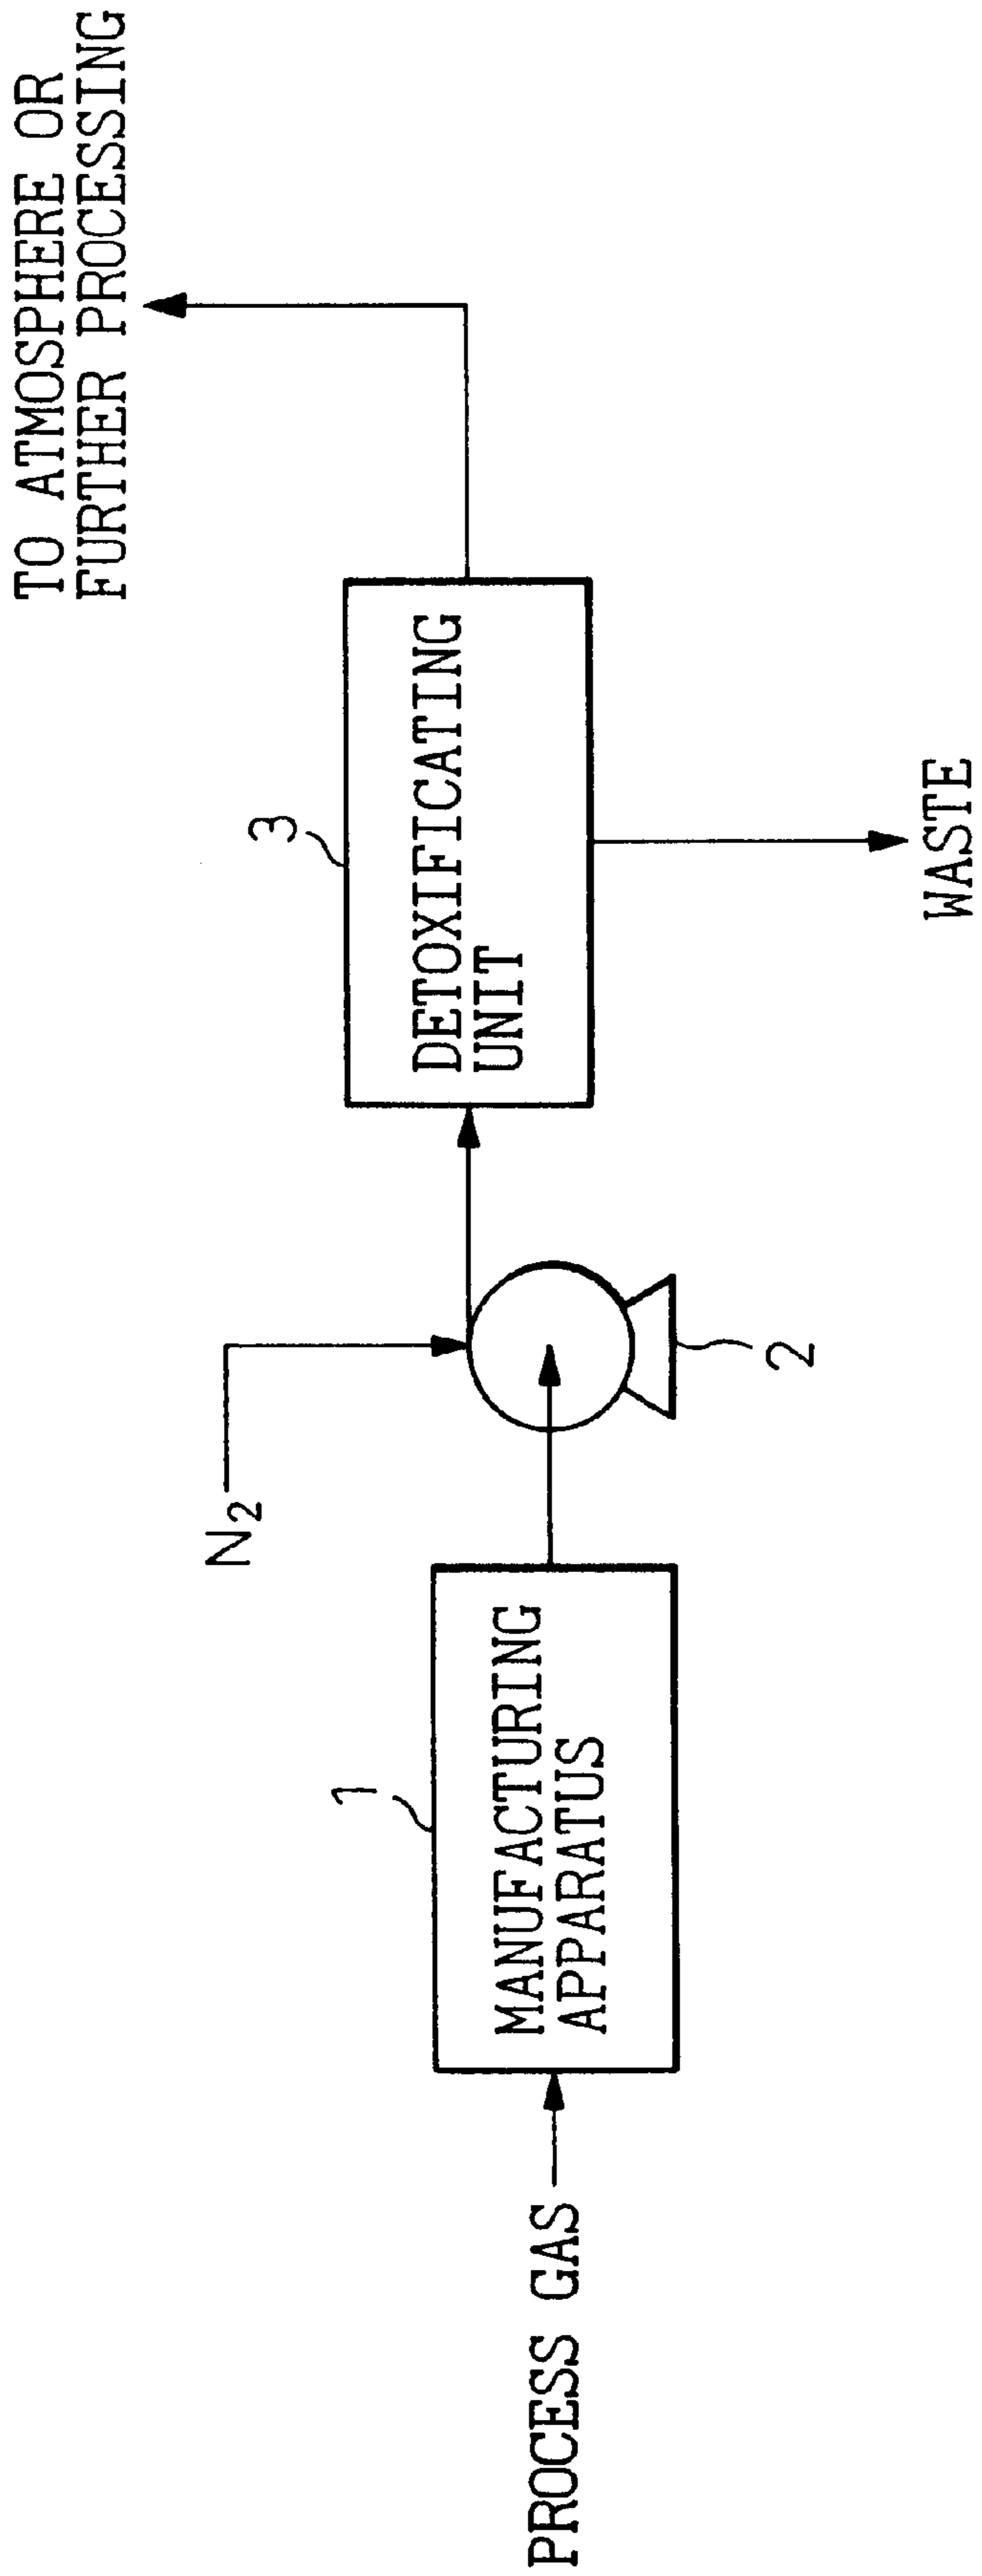 TO ATMOSPHERE OR
FURTHER PROCESSING
3
DETOXIFICATING
UNIT
WASTE
N2
2
1
MANUFACTURING
APPARATUS
PROCESS GAS